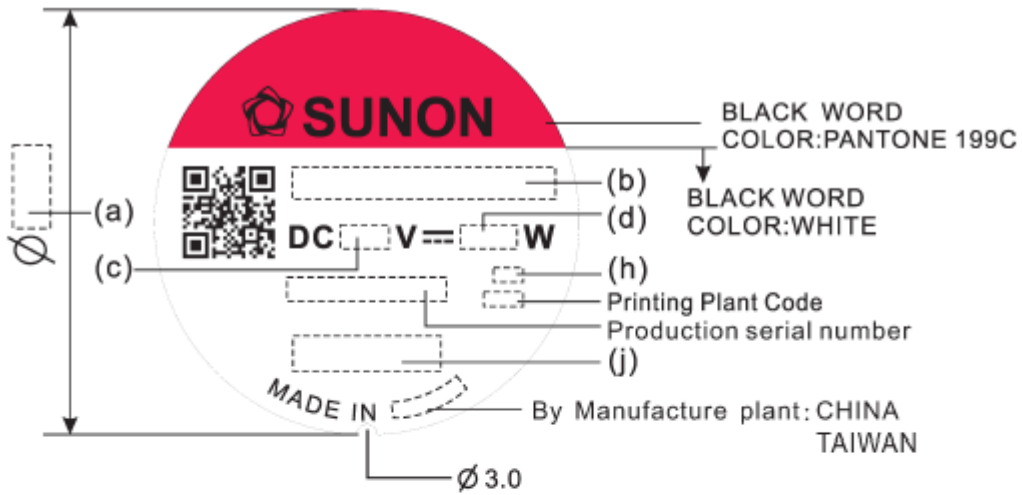 SUNON
BLACK WORD
COLOR:PANTONE 199C
(b)
BLACK WORD
COLOR:WHITE
(a)
(d)
DC V W
Ø
(c)
(h)
Printing Plant Code
Production serial number
(j)
MADE IN
By Manufacture plant: CHINA
TAIWAN
Ø 3.0